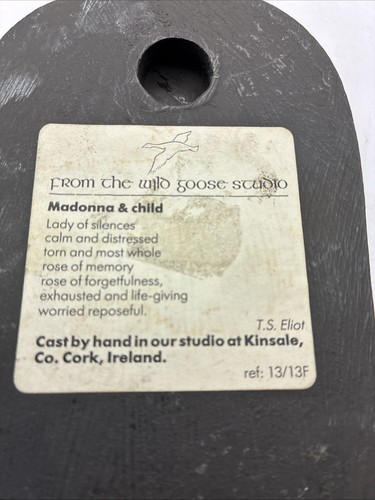 from the wild goose studio
Madonna & child
Lady of silences
calm and distressed
torn and most whole
rose of memory
rose of forgetfulness,
exhausted and life-giving
worried reposeful.
T.S. Eliot
Cast by hand in our studio at Kinsale,
Co. Cork, Ireland.
ref: 13/13F